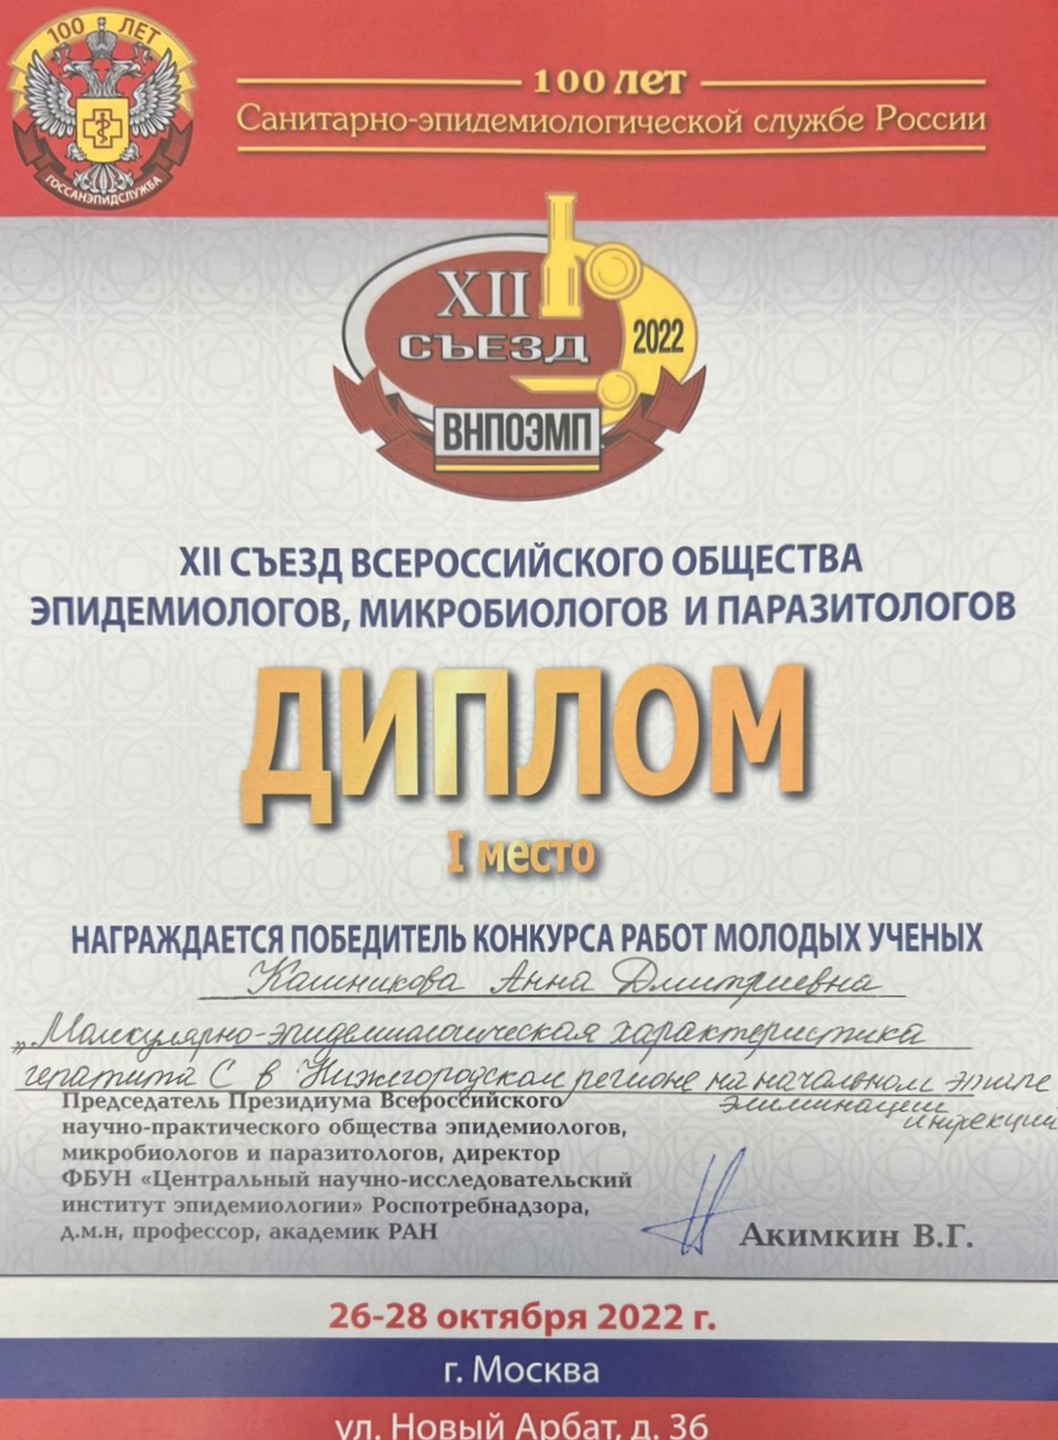 100 ЛЕТ
ГОССАНЭПИДСЛУЖБА
100 лет
Санитарно-эпидемиологической службе России
XII
СЪЕЗД
2022
ВНПОЭМП
XII СЪЕЗД ВСЕРОССИЙСКОГО ОБЩЕСТВА
ЭПИДЕМИОЛОГОВ, МИКРОБИОЛОГОВ И ПАРАЗИТОЛОГОВ
ДИПЛОМ
I место
НАГРАЖДАЕТСЯ ПОБЕДИТЕЛЬ КОНКУРСА РАБОТ МОЛОДЫХ УЧЕНЫХ
Кашникова Анна Дмитриевна
„Молекулярно-эпидемиологическая характеристика
гепатита С в Нижегородском регионе на начальном этапе
элиминации
инфекции
Председатель Президиума Всероссийского
научно-практического общества эпидемиологов,
микробиологов и паразитологов, директор
ФБУН «Центральный научно-исследовательский
институт эпидемиологии» Роспотребнадзора,
д.м.н, профессор, академик РАН
Акимкин В.Г.
26-28 октября 2022 г.
г. Москва
ул. Новый Арбат, д. 36